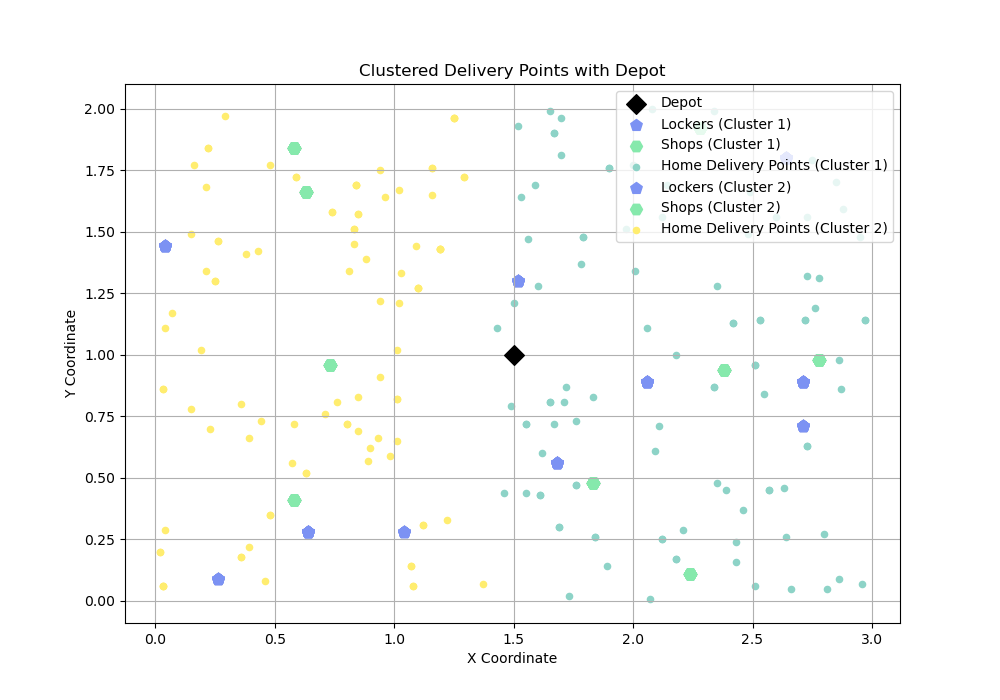 Clustered Delivery Points with Depot
Depot
Lockers (Cluster 1)
Shops (Cluster 1)
Home Delivery Points (Cluster 1)
Lockers (Cluster 2)
Shops (Cluster 2)
Home Delivery Points (Cluster 2)
Y Coordinate
2.00
1.75
1.50
1.25
1.00
0.75
0.50
0.25
0.00
0.0 0.5 1.0 1.5 2.0 2.5 3.0
X Coordinate